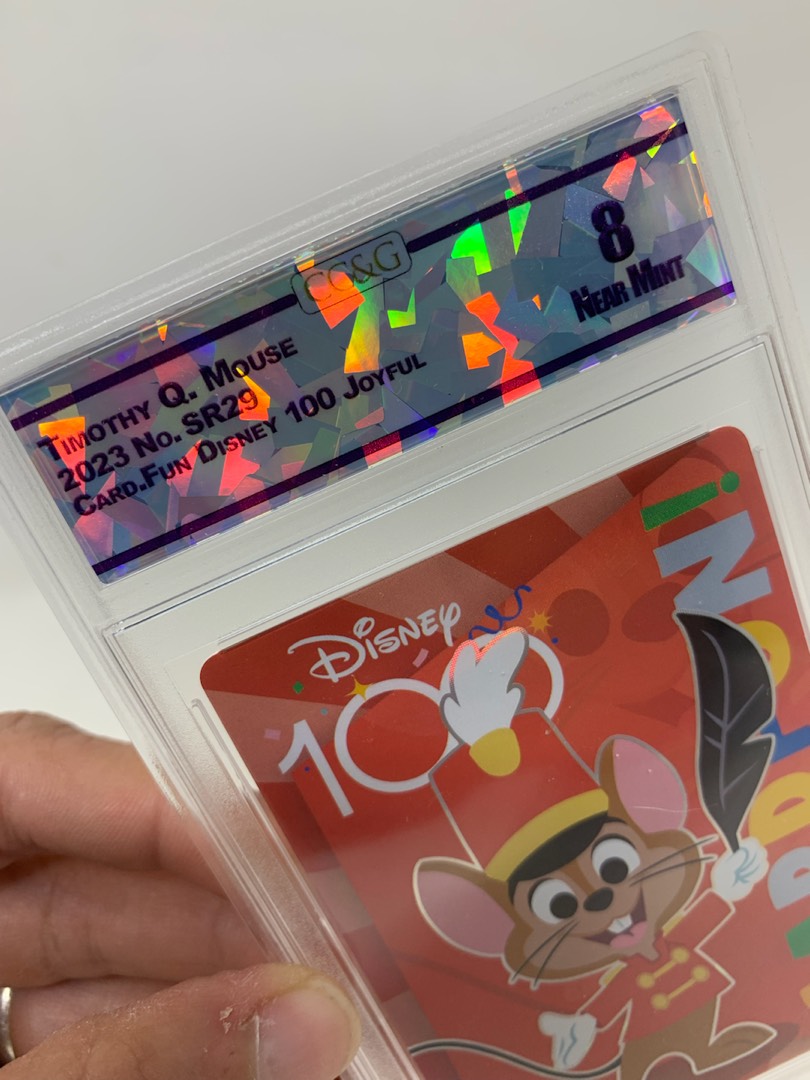 CG&G
8
NEAR MINT
TIMOTHY Q. MOUSE
2023 NO. SR29
CARD.FUN DISNEY 100 JOYFUL
DISNEY
100